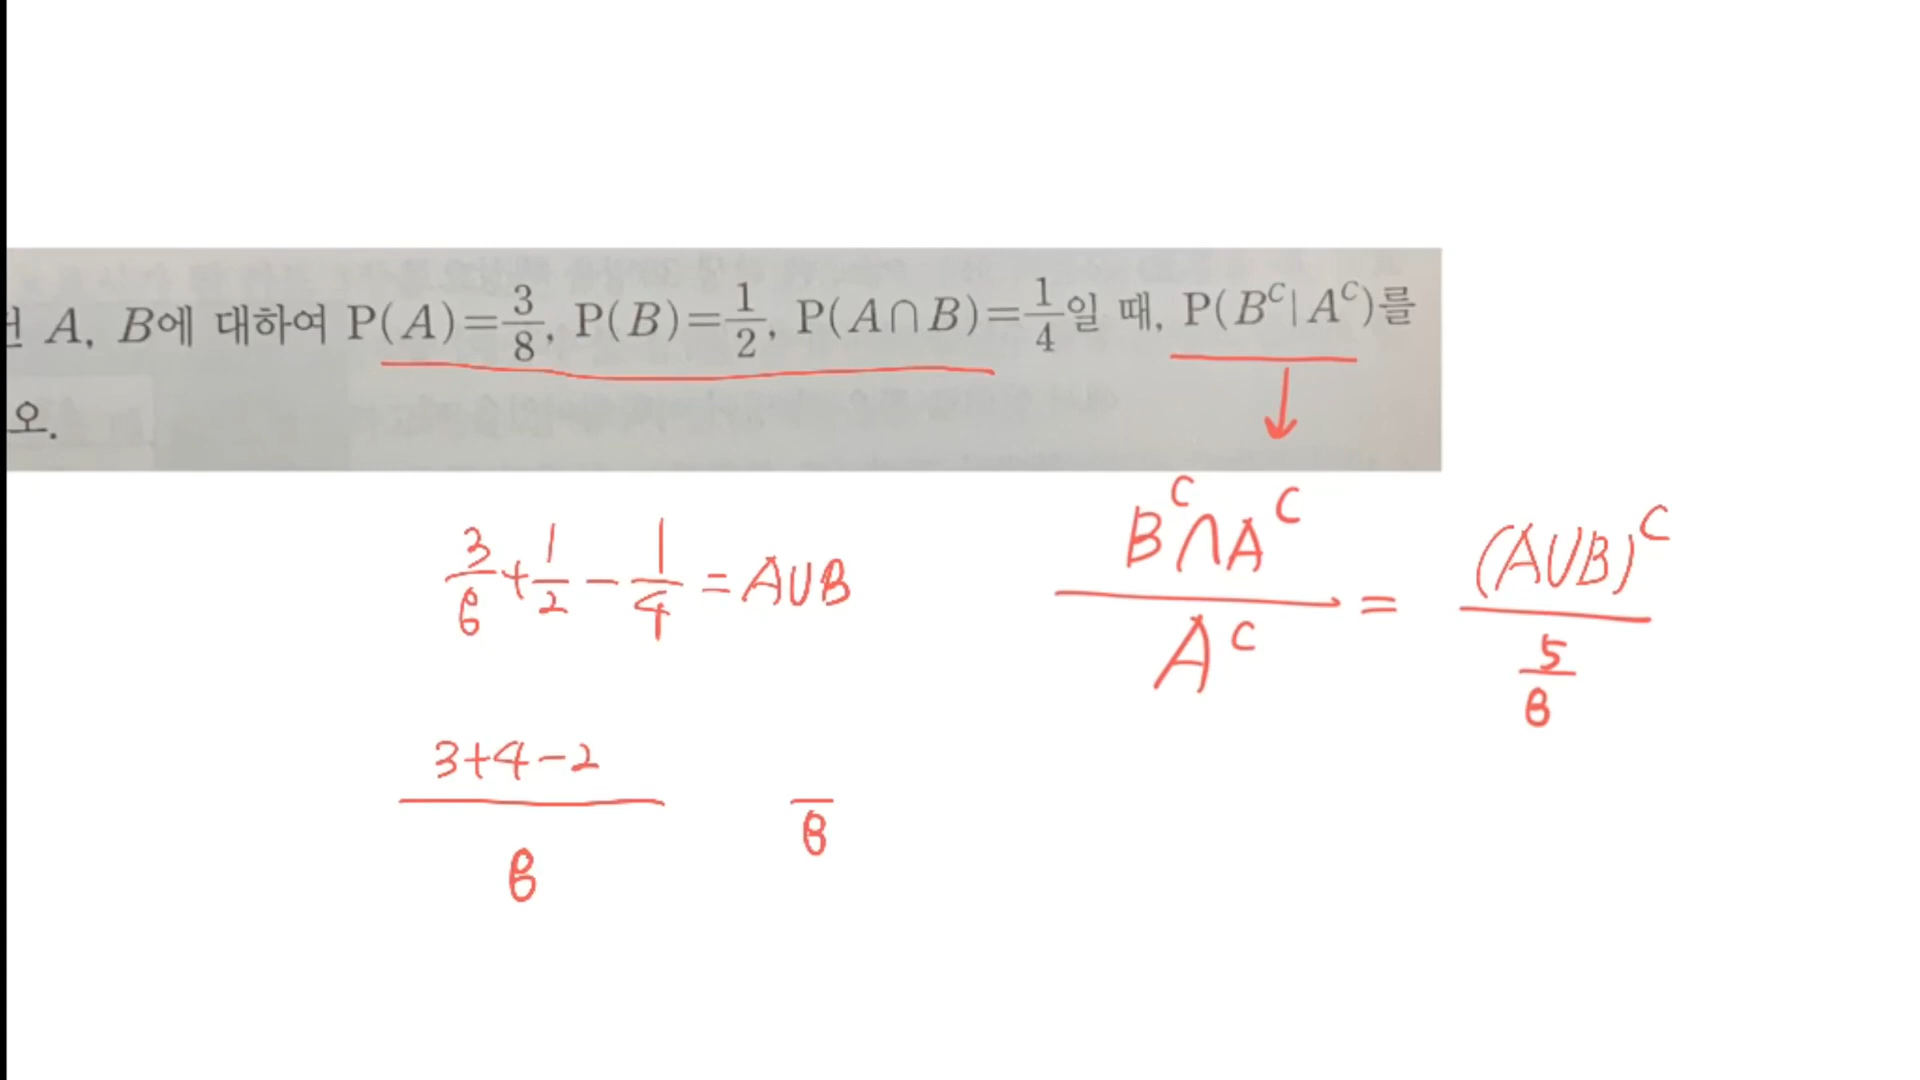 A, B에 대하여 P(A)=3/8, P(B)=1/2, P(A∩B)=1/4일 때, P(B^C|A^C)를
오.
3/8+1/2-1/4=A∪B
B^C∩A^C/A^C=(A∪B)^C/(5/8)
3+4-2/8
/8